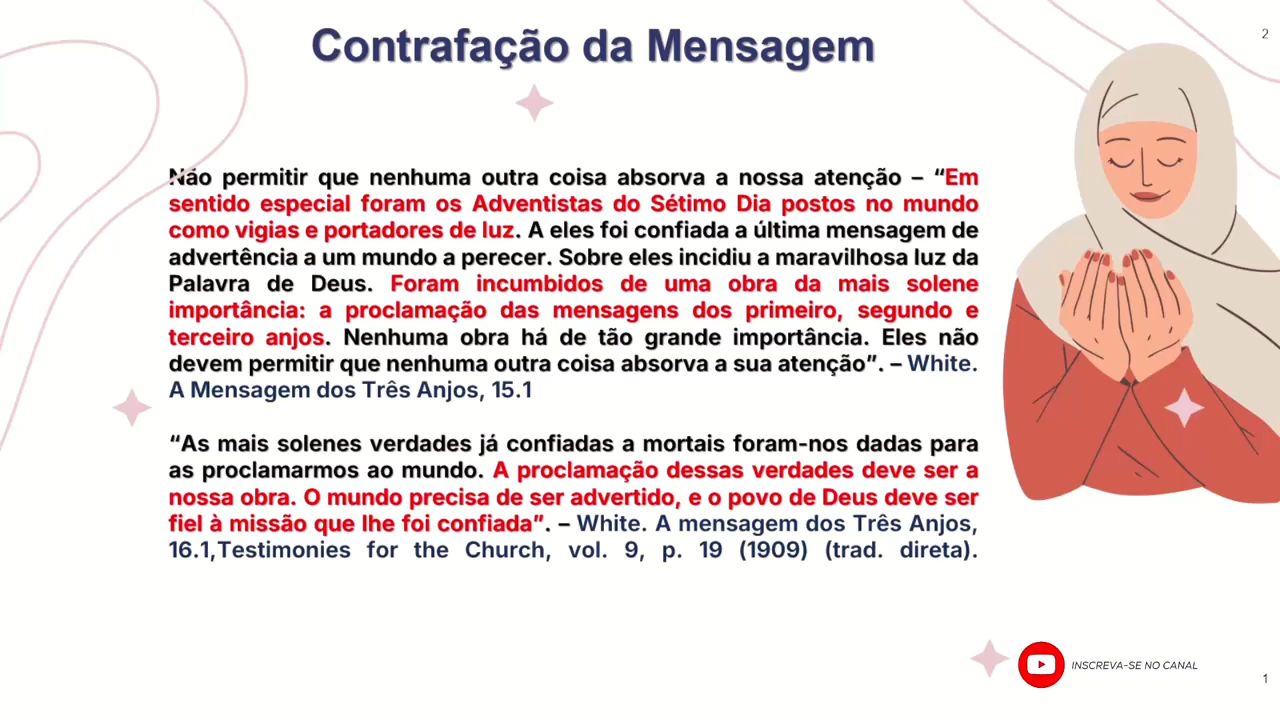 Contrafação da Mensagem
2
Não permitir que nenhuma outra coisa absorva a nossa atenção – “Em
sentido especial foram os Adventistas do Sétimo Dia postos no mundo
como vigias e portadores de luz. A eles foi confiada a última mensagem de
advertência a um mundo a perecer. Sobre eles incidiu a maravilhosa luz da
Palavra de Deus. Foram incumbidos de uma obra da mais solene
importância: a proclamação das mensagens dos primeiro, segundo e
terceiro anjos. Nenhuma obra há de tão grande importância. Eles não
devem permitir que nenhuma outra coisa absorva a sua atenção”. – White.
A Mensagem dos Três Anjos, 15.1
“As mais solenes verdades já confiadas a mortais foram-nos dadas para
as proclamarmos ao mundo. A proclamação dessas verdades deve ser a
nossa obra. O mundo precisa de ser advertido, e o povo de Deus deve ser
fiel à missão que lhe foi confiada”. – White. A mensagem dos Três Anjos,
16.1,Testimonies for the Church, vol. 9, p. 19 (1909) (trad. direta).
INSCREVA-SE NO CANAL
1